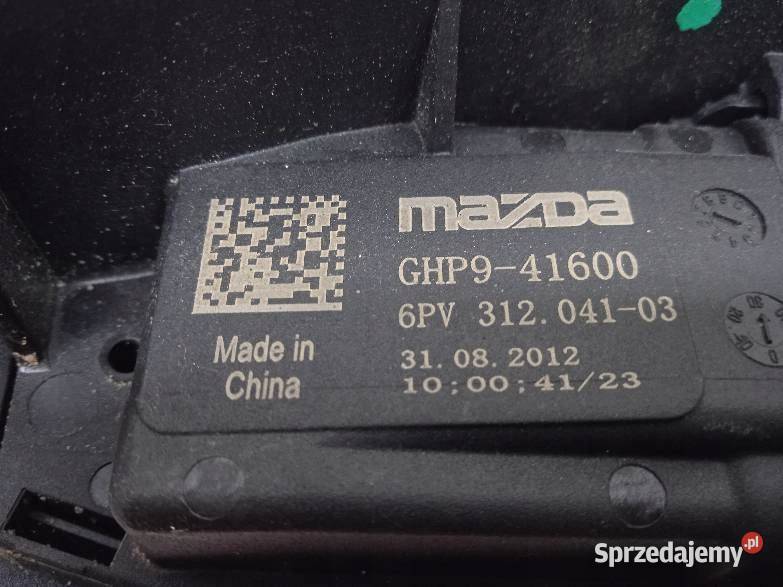 mazDa
GHP9-41600
6PV 312.041-03
31.08.2012
10:00:41/23
Made in
China
Sprzedajemy.pl